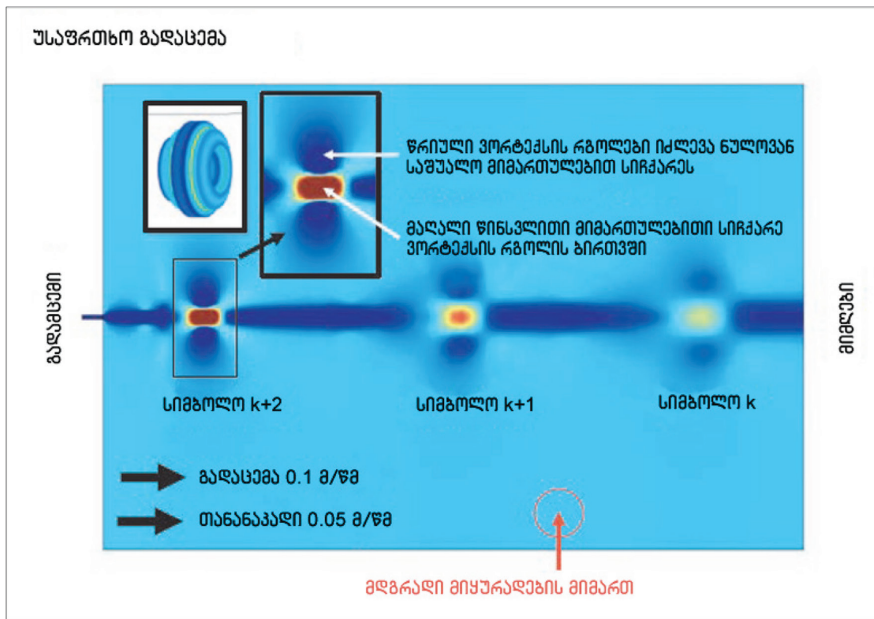 უსაფრთხო გადაცემა
წრიული ვორტექსის რგოლები იძლევა ნულოვან
საშუალო მიმართულებით სიჩქარეს
მაღალი წინსვლითი მიმართულებითი სიჩქარე
ვორტექსის რგოლის ბირთვში
გადამცემი
მიმღები
სიმბოლო k+2
სიმბოლო k+1
სიმბოლო k
გადაცემა 0.1 მ/წმ
თანანაკადი 0.05 მ/წმ
მდგრადი მიყურადების მიმართ